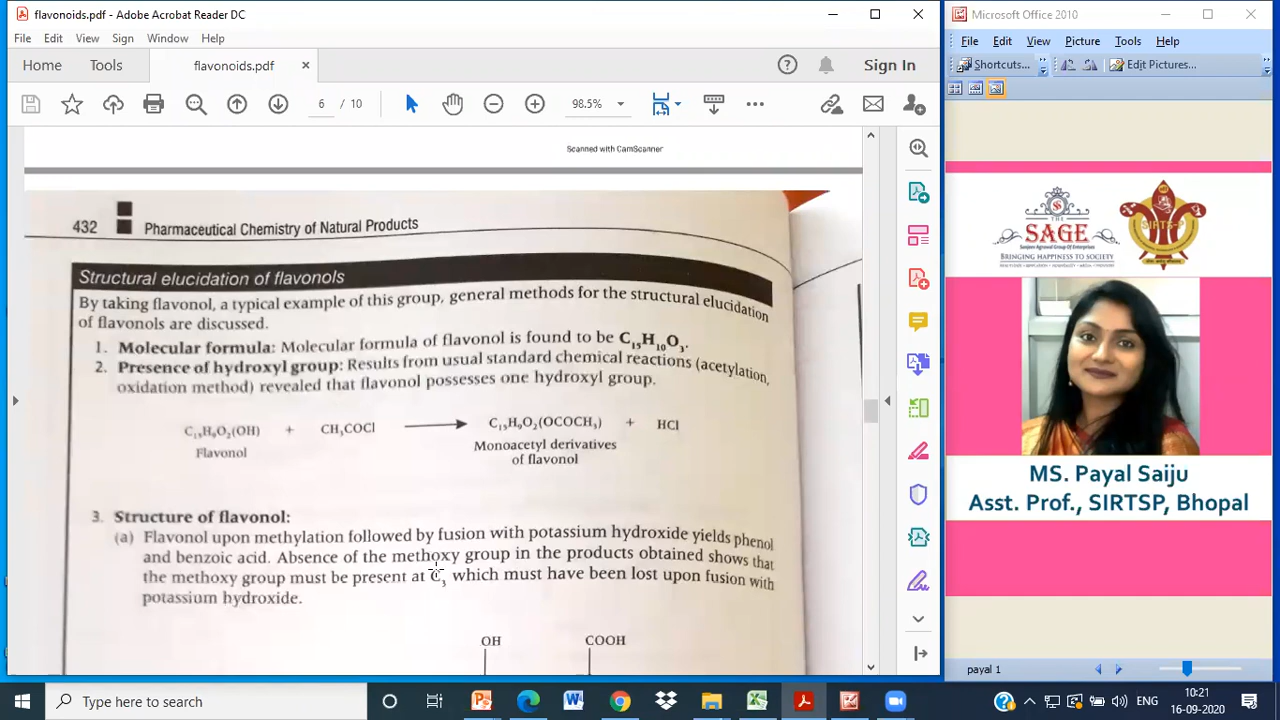 flavonoids.pdf - Adobe Acrobat Reader DC
File Edit View Sign Window Help
Home Tools flavonoids.pdf × Sign In
6 / 10 98.5%
Scanned with CamScanner
432 Pharmaceutical Chemistry of Natural Products
Structural elucidation of flavonols
By taking flavonol, a typical example of this group, general methods for the structural elucidation
of flavonols are discussed.
1. Molecular formula: Molecular formula of flavonol is found to be C₁₅H₁₀O₃.
2. Presence of hydroxyl group: Results from usual standard chemical reactions (acetylation,
oxidation method) revealed that flavonol possesses one hydroxyl group.
C₁₅H₉O₂(OH) + CH₃COCl → C₁₅H₉O₂(OCOCH₃) + HCl
Flavonol Monoacetyl derivatives
of flavonol
3. Structure of flavonol:
(a) Flavonol upon methylation followed by fusion with potassium hydroxide yields phenol
and benzoic acid. Absence of the methoxy group in the products obtained shows that
the methoxy group must be present at C₃ which must have been lost upon fusion with
potassium hydroxide.
OH COOH
Microsoft Office 2010
File Edit View Picture Tools Help
Shortcuts... Edit Pictures...
THE
SAGE
Sanjeev Agrawal Group Of Enterprises
BRINGING HAPPINESS TO SOCIETY
SIRTS-P
MS. Payal Saiju
Asst. Prof., SIRTSP, Bhopal
payal 1
Type here to search
ENG
10:21
16-09-2020